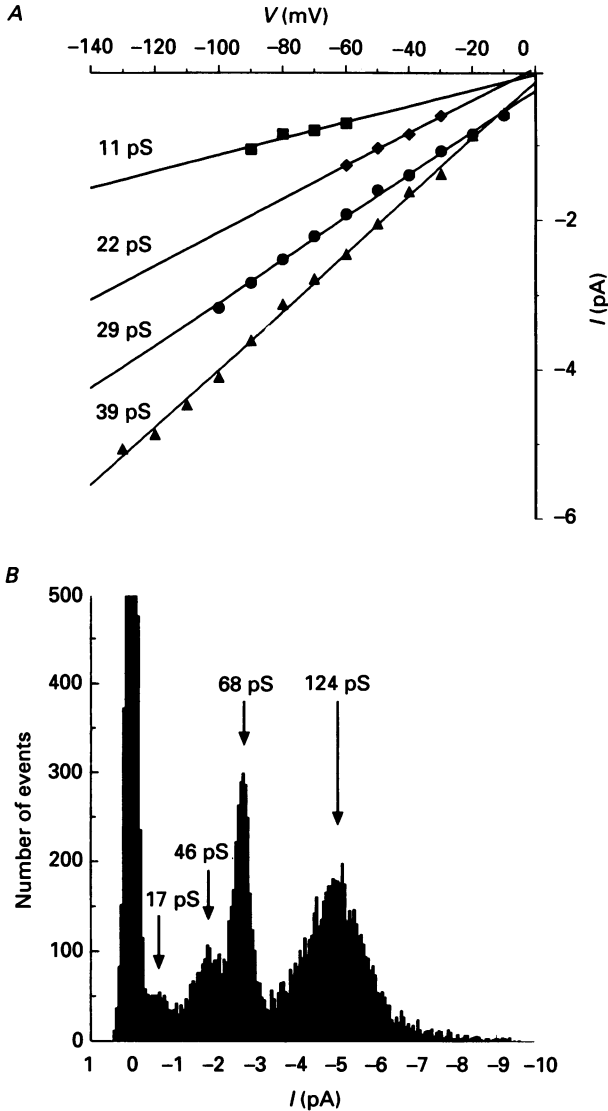 A
V (mV)
−140 −120 −100 −80 −60 −40 −20 0
11 pS
22 pS
−2
29 pS
I (pA)
−4
39 pS
−6
B
500
68 pS 124 pS
400
300
Number of events
46 pS
200
17 pS
100
0
1 0 −1 −2 −3 −4 −5 −6 −7 −8 −9 −10
I (pA)